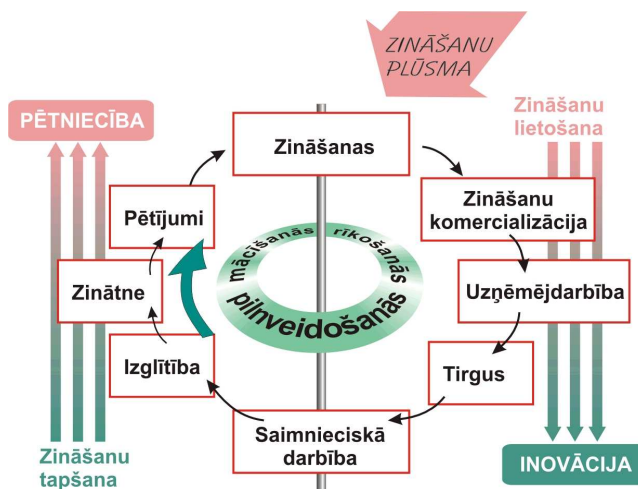 ZINĀŠANU
PLŪSMA
PĒTNIECĪBA
Zināšanu
lietošana
Zināšanas
Zināšanu
komercializācija
Pētījumi
mācīšanās rīkošanās
pilnveidošanās
Zinātne
Uzņēmējdarbība
Izglītība
Tirgus
Saimnieciskā
darbība
Zināšanu
tapšana
INOVĀCIJA